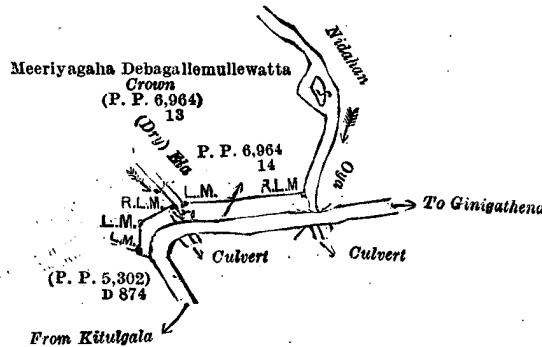 Nidahan
Meeriyagaha Debagallemullewatta
Crown
(P. P. 6,964)
13
(Dry) Ela
P. P. 6,964
14
Oya
L.M.
R.L.M
R.L.M.
L.M.
L.M.
To Ginigathena
Culvert
Culvert
(P. P. 5,302)
D 874
From Kitulgala